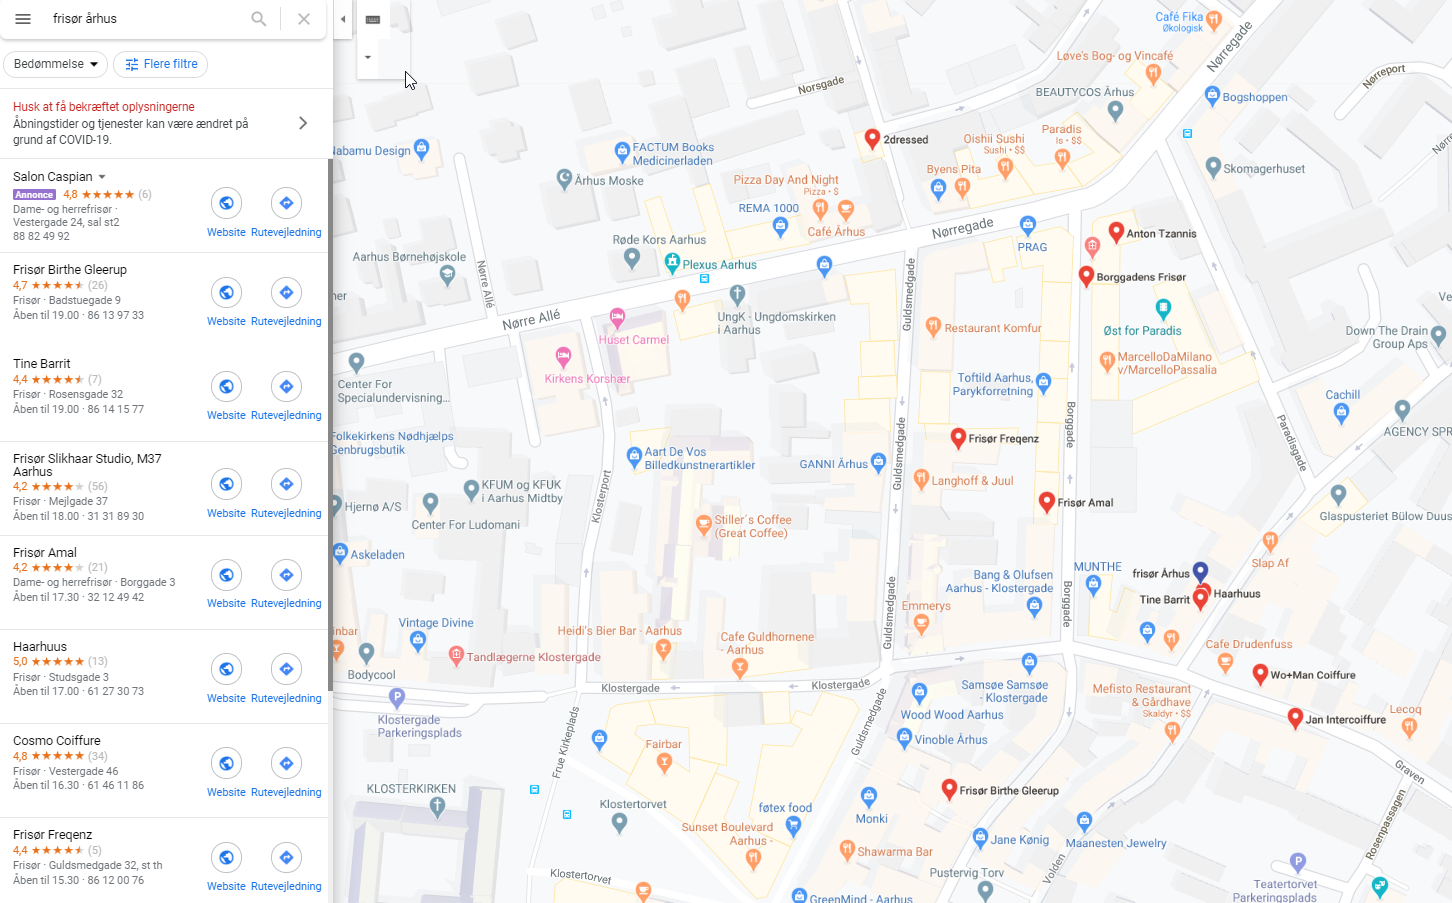 frisør århus
Bedømmelse
Flere filtre
Husk at få bekræftet oplysningerne
Åbningstider og tjenester kan være ændret på
grund af COVID-19.
Salon Caspian
Annonce 4,8 (6)
Dame- og herrefrisør ·
Vestergade 24, sal st2
88 82 49 92
Website Rutevejledning
Frisør Birthe Gleerup
4,7 (26)
Frisør · Badstuegade 9
Åben til 19.00 · 86 13 97 33
Website Rutevejledning
Tine Barrit
4,4 (7)
Frisør · Rosensgade 32
Åben til 19.00 · 86 14 15 77
Website Rutevejledning
Frisør Slikhaar Studio, M37
Aarhus
4,2 (56)
Frisør · Mejlgade 37
Åben til 18.00 · 31 31 89 30
Website Rutevejledning
Frisør Amal
4,2 (21)
Dame- og herrefrisør · Borggade 3
Åben til 17.30 · 32 12 49 42
Website Rutevejledning
Haarhuus
5,0 (13)
Frisør · Studsgade 3
Åben til 17.00 · 61 27 30 73
Website Rutevejledning
Cosmo Coiffure
4,8 (34)
Frisør · Vestergade 46
Åben til 16.30 · 61 46 11 86
Website Rutevejledning
Frisør Freqenz
4,4 (5)
Frisør · Guldsmedgade 32, st th
Åben til 15.30 · 86 12 00 76
Website Rutevejledning
Café Fika
Økologisk
Nørregade
Løve's Bog- og Vincafé
Nørreport
Norsgade
BEAUTYCOS Århus
Bogshoppen
Nabamu Design
FACTUM Books
Medicinerladen
2dressed
Oishii Sushi
Sushi • $$
Paradis
Is • $$
Skomagerhuset
Århus Moske
Pizza Day And Night
Pizza • $
Byens Pita
REMA 1000
Café Århus
Nørregade
PRAG
Anton Tzannis
Røde Kors Aarhus
Aarhus Børnehøjskole
Plexus Aarhus
Borggadens Frisør
Nørre Allé
Guldsmedgade
UngK - Ungdomskirken
i Aarhus
Nørre Allé
Huset Carmel
Restaurant Komfur
Øst for Paradis
Down The Drain
Group Aps
Kirkens Korshær
MarcelloDaMilano
v/MarcelloPassalia
Center For
Specialundervisning...
Toftild Aarhus,
Parykforretning
Cachill
Borggade
Paradisgade
AGENCY SPR
Folkekirkens Nødhjælps
Genbrugsbutik
Frisør Freqenz
Aart De Vos
Billedkunstnerartikler
GANNI Århus
Guldsmedgade
Langhoff & Juul
KFUM og KFUK
i Aarhus Midtby
Hjernø A/S
Center For Ludomani
Klosterport
Frisør Amal
Stiller´s Coffee
(Great Coffee)
Glaspusteriet Bülow Duus
Askeladen
Slap Af
Bang & Olufsen
Aarhus - Klostergade
MUNTHE
frisør Århus
Haarhuus
Tine Barrit
Emmerys
Borggade
Guldsmedgade
Vintage Divine
Heidi's Bier Bar - Aarhus
Cafe Guldhornene
- Aarhus
Cafe Drudenfuss
Tandlægerne Klostergade
Bodycool
Wo+Man Coiffure
Klostergade
Klostergade
Samsøe Samsøe
- Klostergade
Mefisto Restaurant
& Gårdhave
Skaldyr • $$
Jan Intercoiffure
Lecoq
Klostergade
Parkeringsplads
Frue Kirkeplads
Guldsmedgade
Wood Wood Aarhus
Vinoble Århus
Fairbar
Graven
KLOSTERKIRKEN
Frisør Birthe Gleerup
Klostertorvet
føtex food
Monki
Sunset Boulevard
Aarhus -
Jane Kønig
Maanesten Jewelry
Rosenpassagen
Shawarma Bar
Volden
Pustervig Torv
Klostertorvet
Teatertorvet
Parkeringsplads
GreenMind - Aarhus